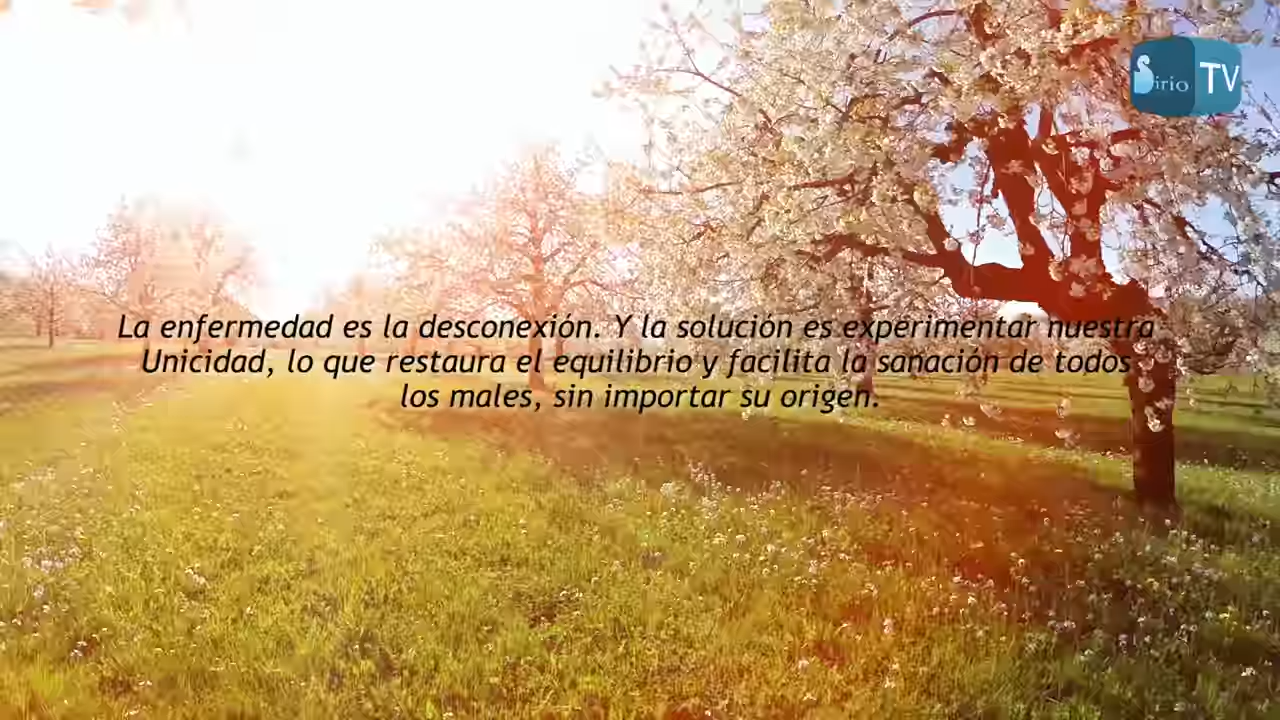 Sirio TV
La enfermedad es la desconexión. Y la solución es experimentar nuestra
Unicidad, lo que restaura el equilibrio y facilita la sanación de todos
los males, sin importar su origen.